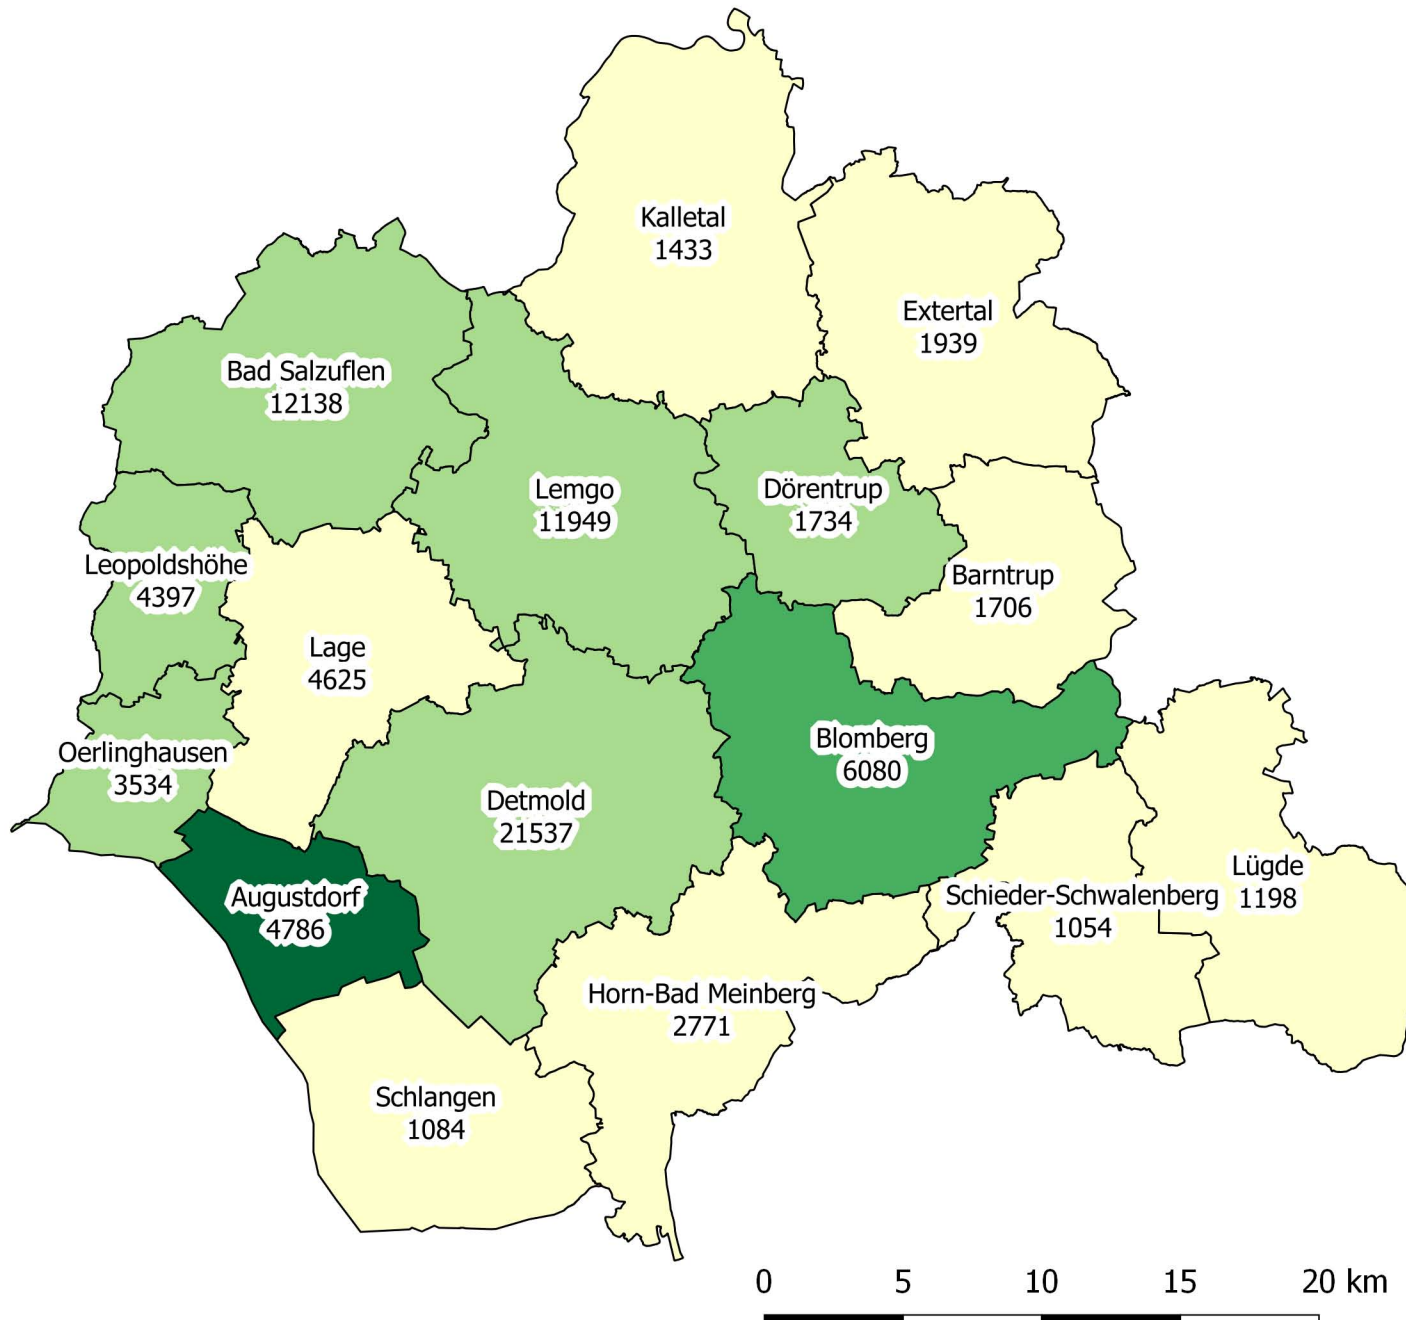 Kalletal
1433
Extertal
1939
Bad Salzuflen
12138
Lemgo
11949
Dörentrup
1734
Leopoldshöhe
4397
Barntrup
1706
Lage
4625
Oerlinghausen
3534
Blomberg
6080
Detmold
21537
Augustdorf
4786
Schieder-Schwalenberg
1054
Lügde
1198
Horn-Bad Meinberg
2771
Schlangen
1084
0 5 10 15 20 km